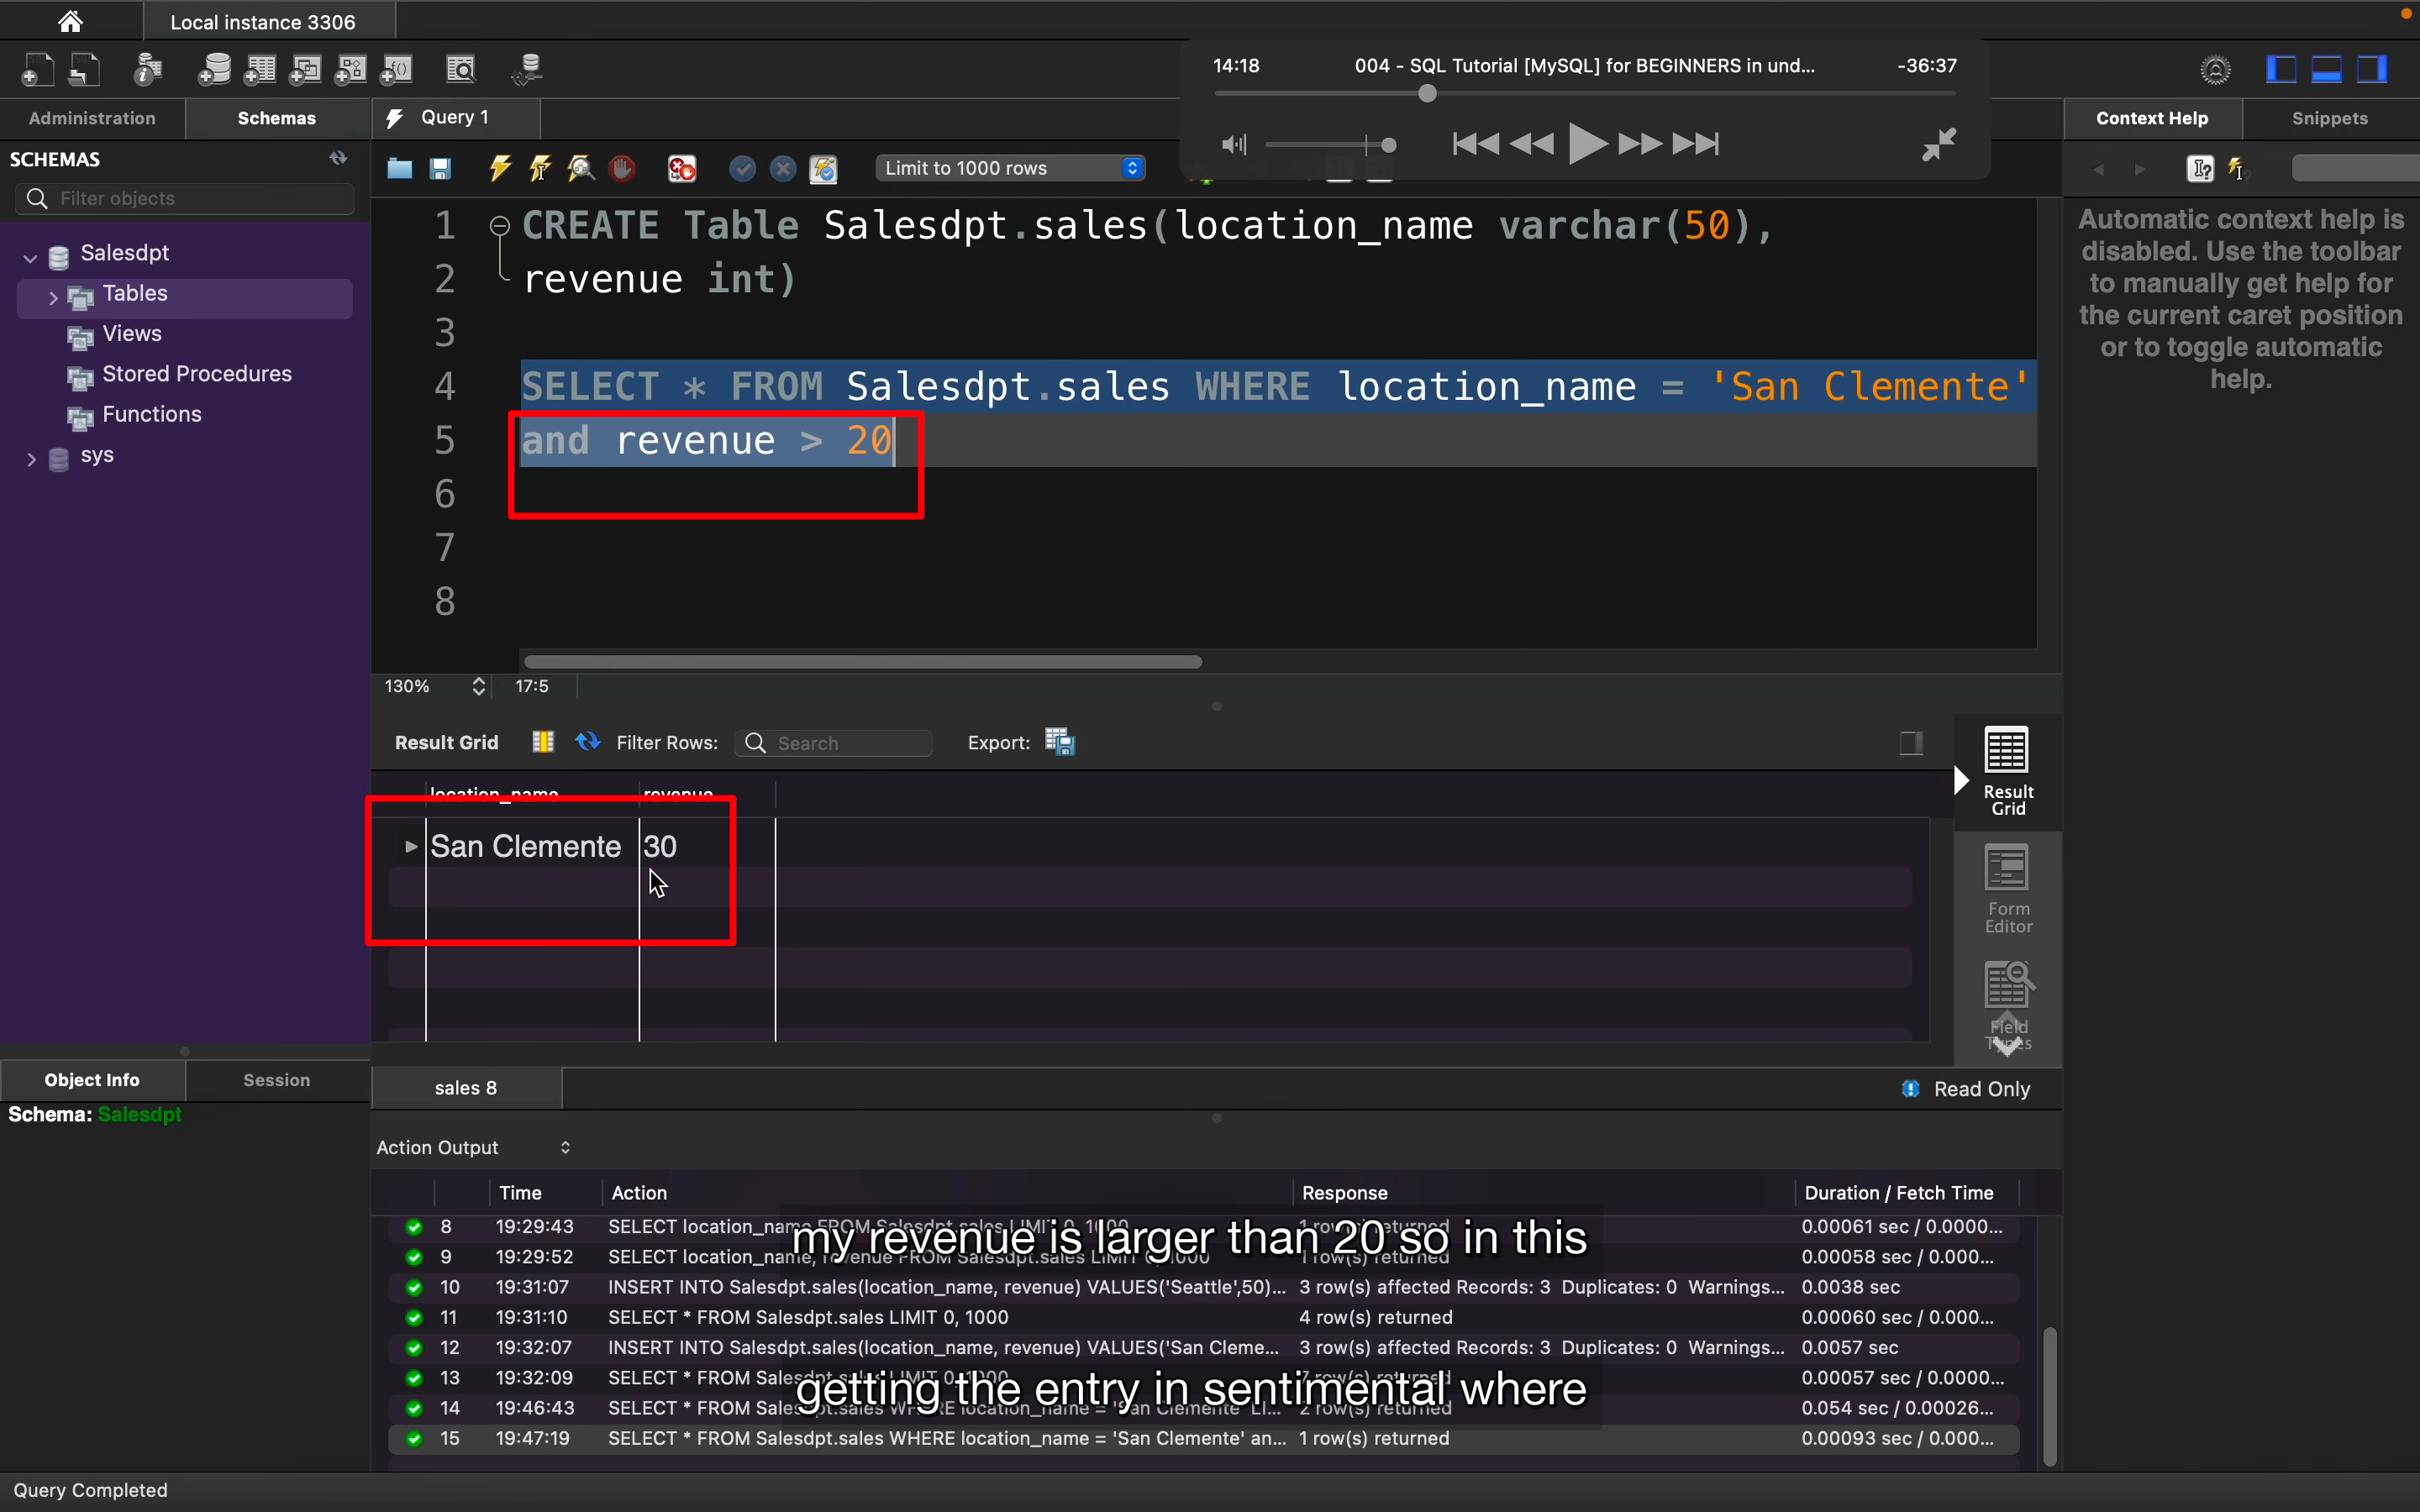 Local instance 3306
14:18 004 - SQL Tutorial [MySQL] for BEGINNERS in und... -36:37
Administration Schemas Query 1 Context Help Snippets
SCHEMAS
Limit to 1000 rows
Filter objects
Salesdpt
Tables
Views
Stored Procedures
Functions
sys
1 CREATE Table Salesdpt.sales(location_name varchar(50),
2 revenue int)
3
4 SELECT * FROM Salesdpt.sales WHERE location_name = 'San Clemente'
5 and revenue > 20
6
7
8
Automatic context help is
disabled. Use the toolbar
to manually get help for
the current caret position
or to toggle automatic
help.
130% 17:5
Result Grid Filter Rows: Search Export:
location_name revenue
San Clemente 30
Result
Grid
Form
Editor
Field
Types
Object Info Session
Schema: Salesdpt
sales 8 Read Only
Action Output
Time Action Response Duration / Fetch Time
8 19:29:43 SELECT location_name FROM Salesdpt.sales LIMIT 0, 1000 1 row(s) returned 0.00061 sec / 0.0000...
9 19:29:52 SELECT location_name, revenue FROM Salesdpt.sales LIMIT 0, 1000 1 row(s) returned 0.00058 sec / 0.000...
10 19:31:07 INSERT INTO Salesdpt.sales(location_name, revenue) VALUES('Seattle',50)... 3 row(s) affected Records: 3 Duplicates: 0 Warnings... 0.0038 sec
11 19:31:10 SELECT * FROM Salesdpt.sales LIMIT 0, 1000 4 row(s) returned 0.00060 sec / 0.000...
12 19:32:07 INSERT INTO Salesdpt.sales(location_name, revenue) VALUES('San Cleme... 3 row(s) affected Records: 3 Duplicates: 0 Warnings... 0.0057 sec
13 19:32:09 SELECT * FROM Salesdpt.sales LIMIT 0, 1000 7 row(s) returned 0.00057 sec / 0.0000...
14 19:46:43 SELECT * FROM Salesdpt.sales WHERE location_name = 'San Clemente' LI... 2 row(s) returned 0.054 sec / 0.00026...
15 19:47:19 SELECT * FROM Salesdpt.sales WHERE location_name = 'San Clemente' an... 1 row(s) returned 0.00093 sec / 0.000...
my revenue is larger than 20 so in this
getting the entry in sentimental where
Query Completed